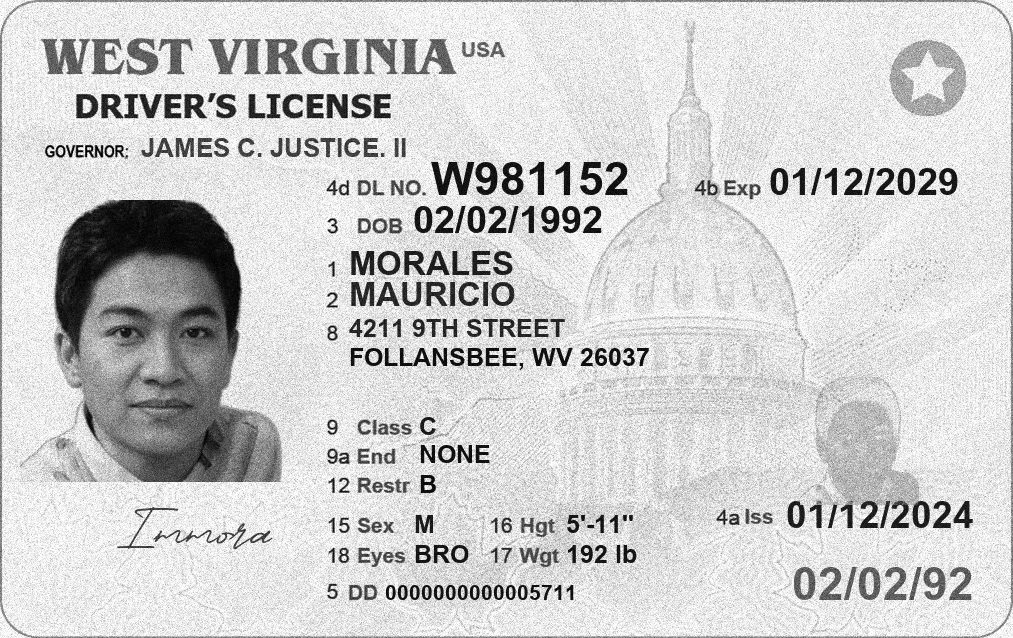 WEST VIRGINIA USA
DRIVER'S LICENSE
GOVERNOR: JAMES C. JUSTICE. II
4d DL NO. W981152 4b Exp 01/12/2029
3 DOB 02/02/1992
1 MORALES
2 MAURICIO
8 4211 9TH STREET
FOLLANSBEE, WV 26037
9 Class C
9a End NONE
12 Restr B
15 Sex M 16 Hgt 5'-11" 4a Iss 01/12/2024
18 Eyes BRO 17 Wgt 192 lb
5 DD 0000000000005711
02/02/92